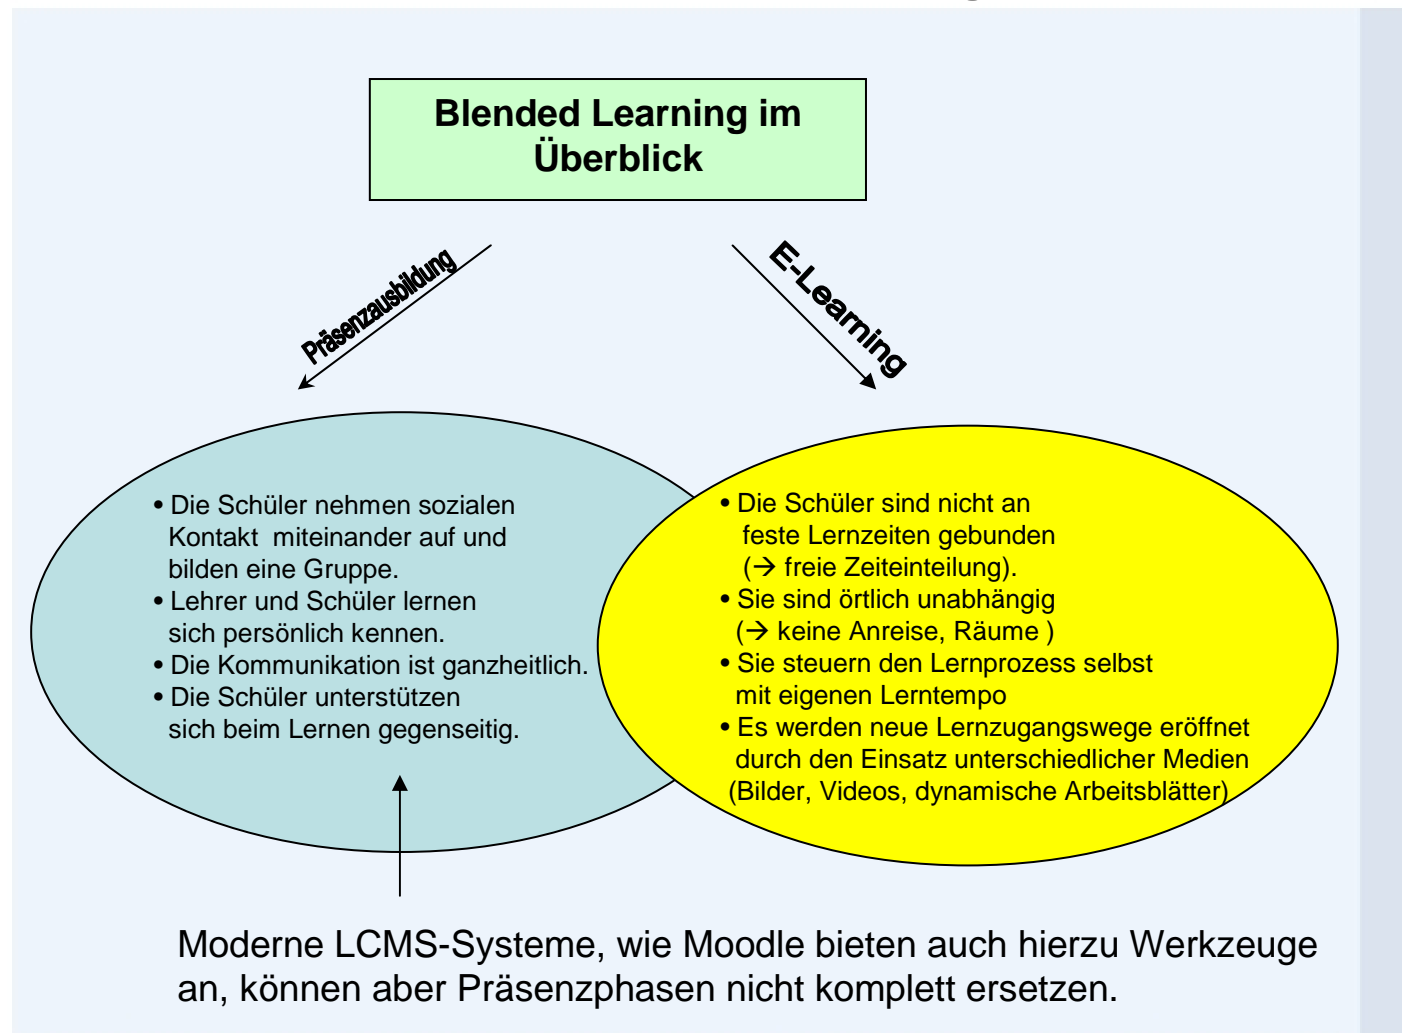 Blended Learning im
Überblick
Präsenzausbildung
E-Learning
• Die Schüler nehmen sozialen
Kontakt miteinander auf und
bilden eine Gruppe.
• Lehrer und Schüler lernen
sich persönlich kennen.
• Die Kommunikation ist ganzheitlich.
• Die Schüler unterstützen
sich beim Lernen gegenseitig.
• Die Schüler sind nicht an
feste Lernzeiten gebunden
(→ freie Zeiteinteilung).
• Sie sind örtlich unabhängig
(→ keine Anreise, Räume )
• Sie steuern den Lernprozess selbst
mit eigenen Lerntempo
• Es werden neue Lernzugangswege eröffnet
durch den Einsatz unterschiedlicher Medien
(Bilder, Videos, dynamische Arbeitsblätter)
Moderne LCMS-Systeme, wie Moodle bieten auch hierzu Werkzeuge
an, können aber Präsenzphasen nicht komplett ersetzen.